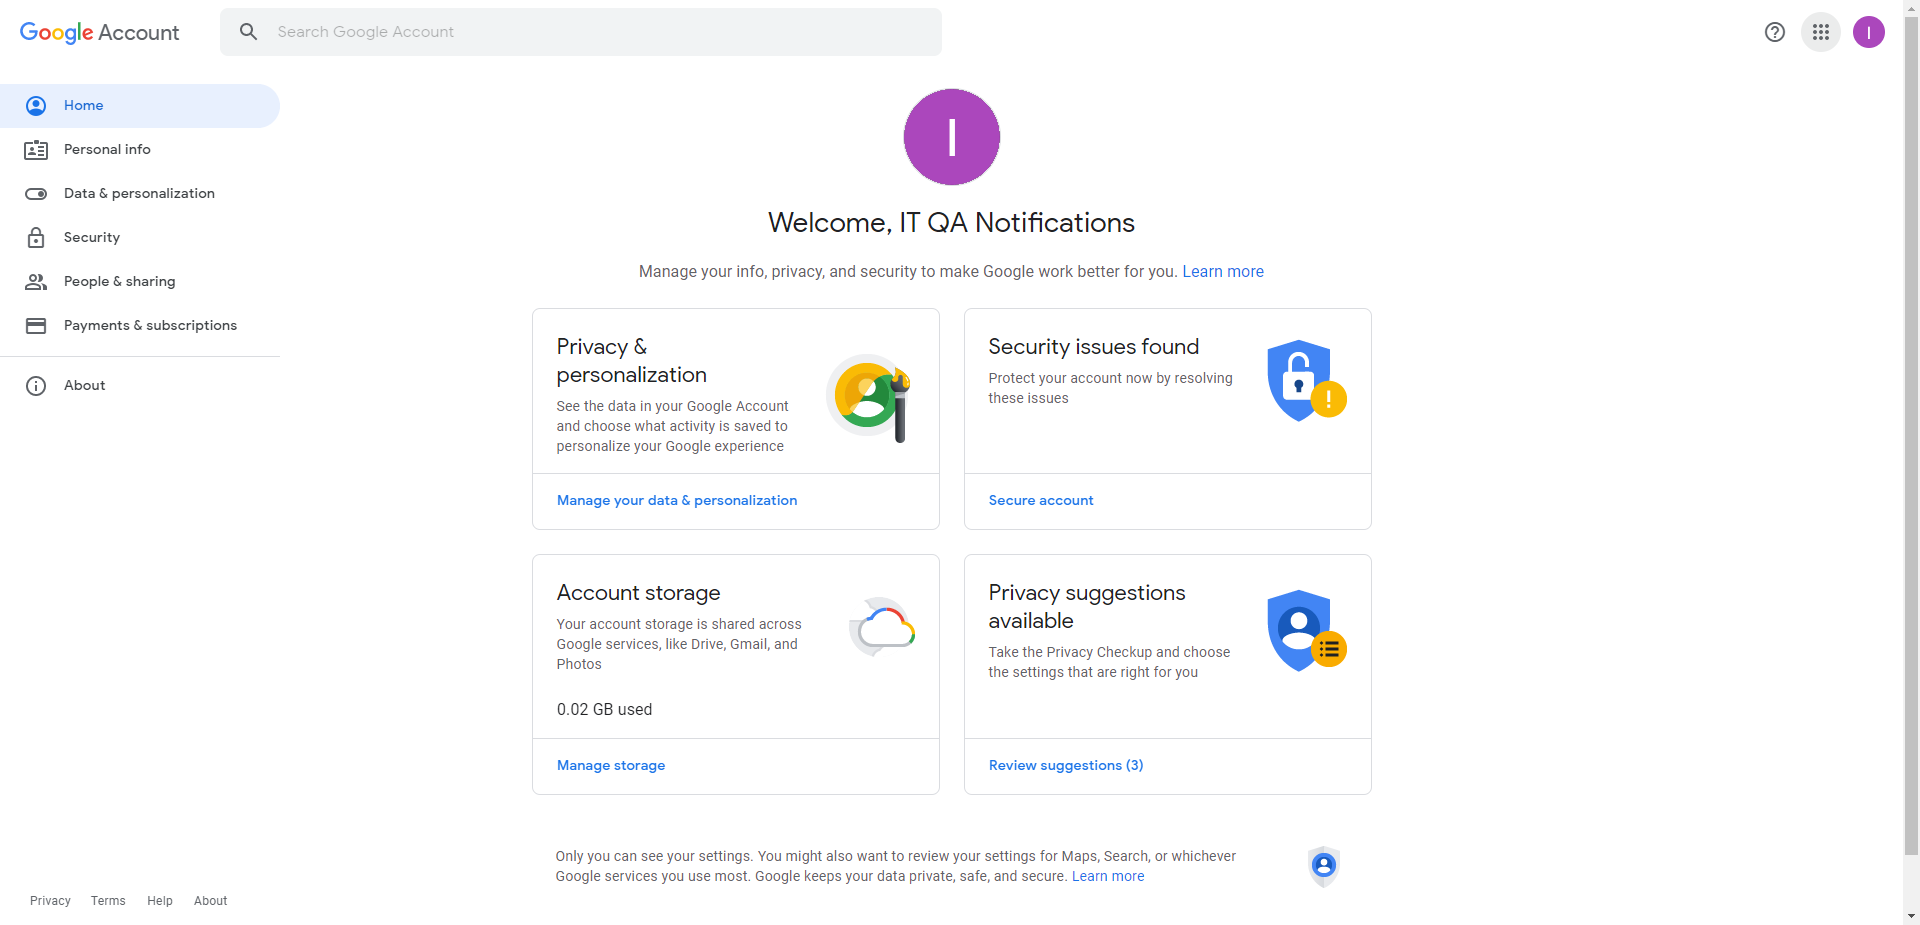 Google Account
Search Google Account
I
Home
Personal info
Data & personalization
Security
People & sharing
Payments & subscriptions
About
I
Welcome, IT QA Notifications
Manage your info, privacy, and security to make Google work better for you. Learn more
Privacy &
personalization
See the data in your Google Account
and choose what activity is saved to
personalize your Google experience
Manage your data & personalization
Security issues found
Protect your account now by resolving
these issues
Secure account
Account storage
Your account storage is shared across
Google services, like Drive, Gmail, and
Photos
0.02 GB used
Manage storage
Privacy suggestions
available
Take the Privacy Checkup and choose
the settings that are right for you
Review suggestions (3)
Only you can see your settings. You might also want to review your settings for Maps, Search, or whichever
Google services you use most. Google keeps your data private, safe, and secure. Learn more
Privacy Terms Help About